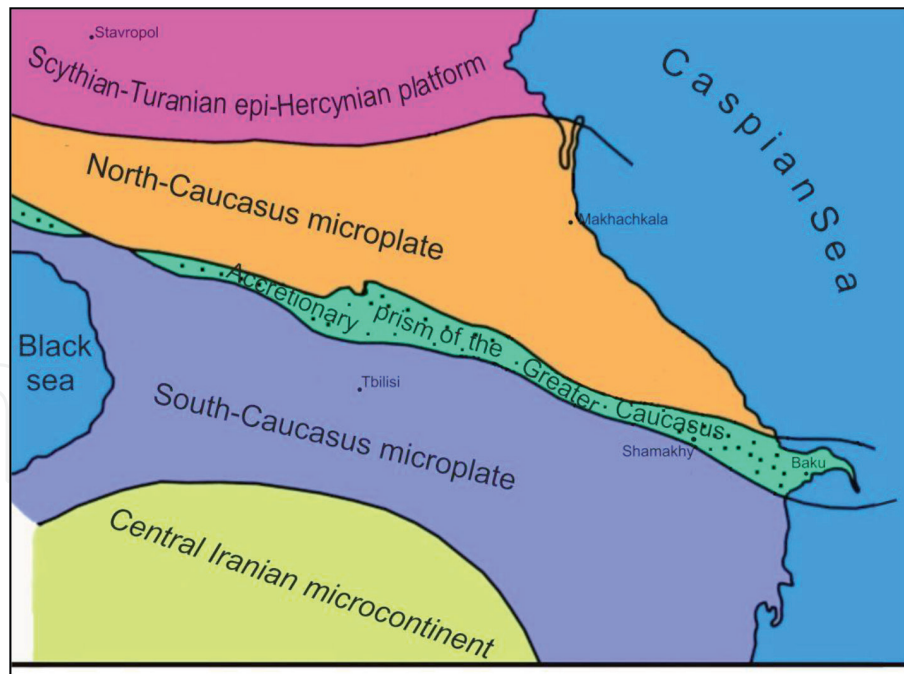 Stavropol
Scythian-Turanian epi-Hercynian platform
Caspian Sea
North-Caucasus microplate
Makhachkala
Accretionary prism of the Greater Caucasus
Black
sea
Tbilisi
South-Caucasus microplate
Shamakhy
Baku
Central Iranian microcontinent